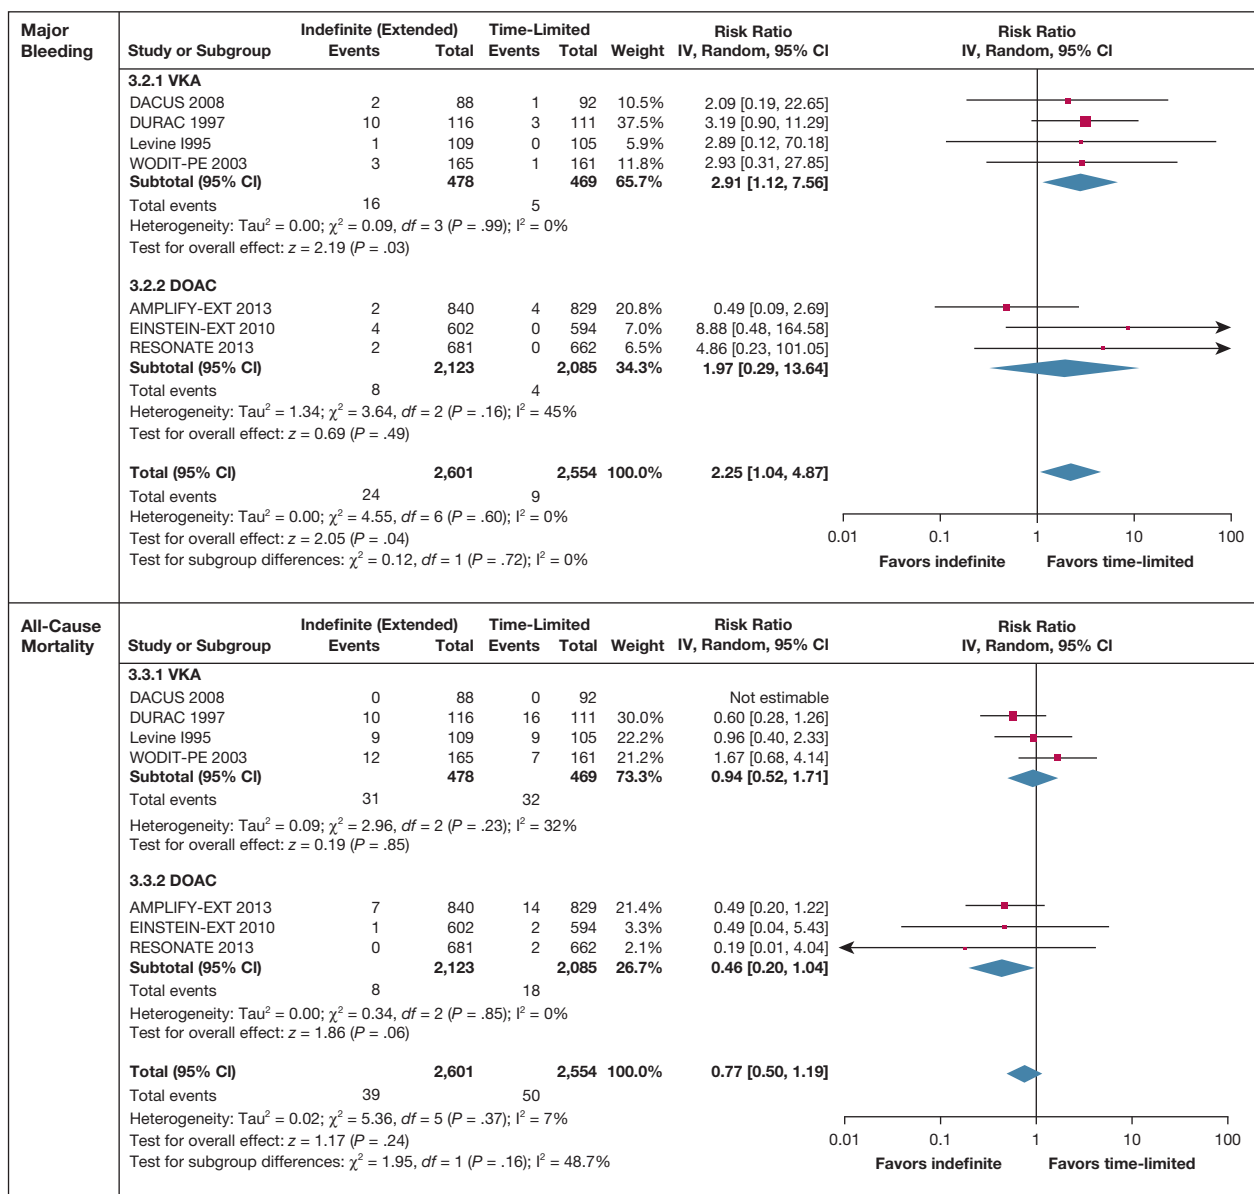 Major Bleeding
Indefinite (Extended) Time-Limited Risk Ratio Risk Ratio
Study or Subgroup Events Total Events Total Weight IV, Random, 95% CI IV, Random, 95% CI
3.2.1 VKA
DACUS 2008 2 88 1 92 10.5% 2.09 [0.19, 22.65]
DURAC 1997 10 116 3 111 37.5% 3.19 [0.90, 11.29]
Levine I995 1 109 0 105 5.9% 2.89 [0.12, 70.18]
WODIT-PE 2003 3 165 1 161 11.8% 2.93 [0.31, 27.85]
Subtotal (95% CI) 478 469 65.7% 2.91 [1.12, 7.56]
Total events 16 5
Heterogeneity: Tau² = 0.00; χ² = 0.09, df = 3 (P = .99); I² = 0%
Test for overall effect: z = 2.19 (P = .03)
3.2.2 DOAC
AMPLIFY-EXT 2013 2 840 4 829 20.8% 0.49 [0.09, 2.69]
EINSTEIN-EXT 2010 4 602 0 594 7.0% 8.88 [0.48, 164.58]
RESONATE 2013 2 681 0 662 6.5% 4.86 [0.23, 101.05]
Subtotal (95% CI) 2,123 2,085 34.3% 1.97 [0.29, 13.64]
Total events 8 4
Heterogeneity: Tau² = 1.34; χ² = 3.64, df = 2 (P = .16); I² = 45%
Test for overall effect: z = 0.69 (P = .49)
Total (95% CI) 2,601 2,554 100.0% 2.25 [1.04, 4.87]
Total events 24 9
Heterogeneity: Tau² = 0.00; χ² = 4.55, df = 6 (P = .60); I² = 0%
Test for overall effect: z = 2.05 (P = .04)
Test for subgroup differences: χ² = 0.12, df = 1 (P = .72); I² = 0%
0.01 0.1 1 10 100
Favors indefinite Favors time-limited
All-Cause Mortality
Indefinite (Extended) Time-Limited Risk Ratio Risk Ratio
Study or Subgroup Events Total Events Total Weight IV, Random, 95% CI IV, Random, 95% CI
3.3.1 VKA
DACUS 2008 0 88 0 92 Not estimable
DURAC 1997 10 116 16 111 30.0% 0.60 [0.28, 1.26]
Levine I995 9 109 9 105 22.2% 0.96 [0.40, 2.33]
WODIT-PE 2003 12 165 7 161 21.2% 1.67 [0.68, 4.14]
Subtotal (95% CI) 478 469 73.3% 0.94 [0.52, 1.71]
Total events 31 32
Heterogeneity: Tau² = 0.09; χ² = 2.96, df = 2 (P = .23); I² = 32%
Test for overall effect: z = 0.19 (P = .85)
3.3.2 DOAC
AMPLIFY-EXT 2013 7 840 14 829 21.4% 0.49 [0.20, 1.22]
EINSTEIN-EXT 2010 1 602 2 594 3.3% 0.49 [0.04, 5.43]
RESONATE 2013 0 681 2 662 2.1% 0.19 [0.01, 4.04]
Subtotal (95% CI) 2,123 2,085 26.7% 0.46 [0.20, 1.04]
Total events 8 18
Heterogeneity: Tau² = 0.00; χ² = 0.34, df = 2 (P = .85); I² = 0%
Test for overall effect: z = 1.86 (P = .06)
Total (95% CI) 2,601 2,554 100.0% 0.77 [0.50, 1.19]
Total events 39 50
Heterogeneity: Tau² = 0.02; χ² = 5.36, df = 5 (P = .37); I² = 7%
Test for overall effect: z = 1.17 (P = .24)
Test for subgroup differences: χ² = 1.95, df = 1 (P = .16); I² = 48.7%
0.01 0.1 1 10 100
Favors indefinite Favors time-limited